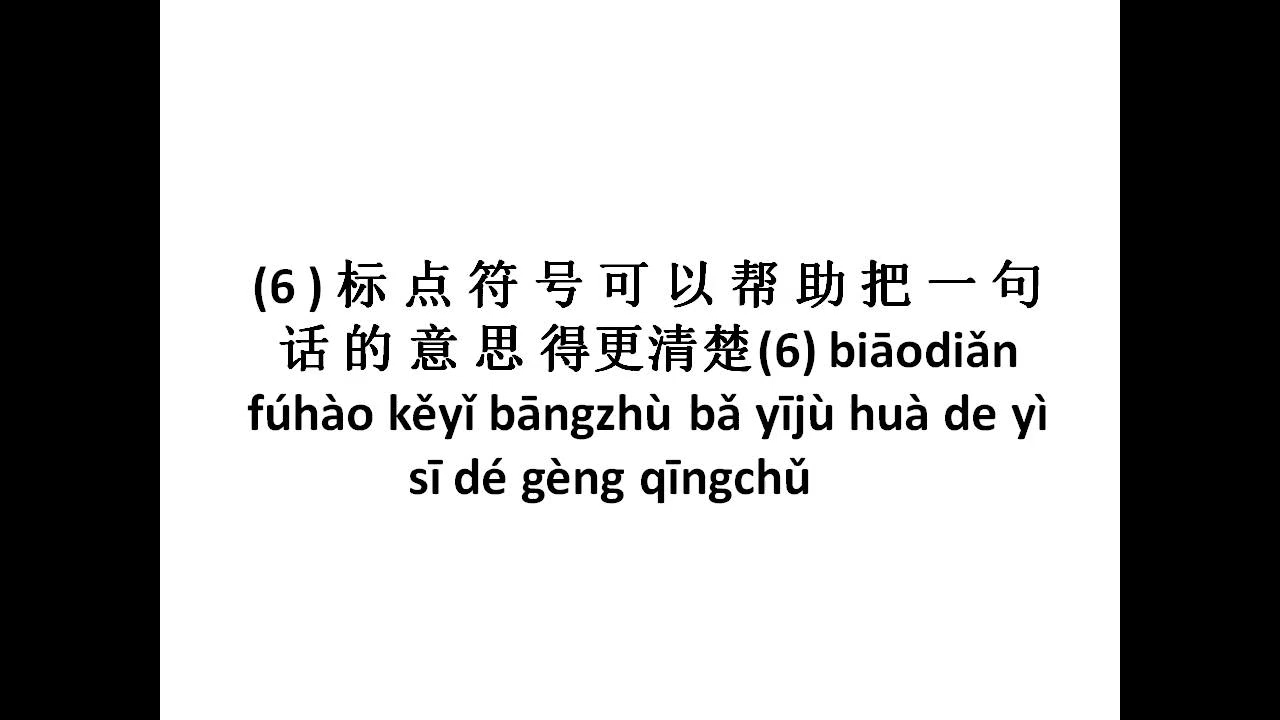 (6 ) 标 点 符 号 可 以 帮 助 把 一 句
话 的 意 思 得更清楚(6) biāodiǎn
fúhào kěyǐ bāngzhù bǎ yījù huà de yì
sī dé gèng qīngchǔ